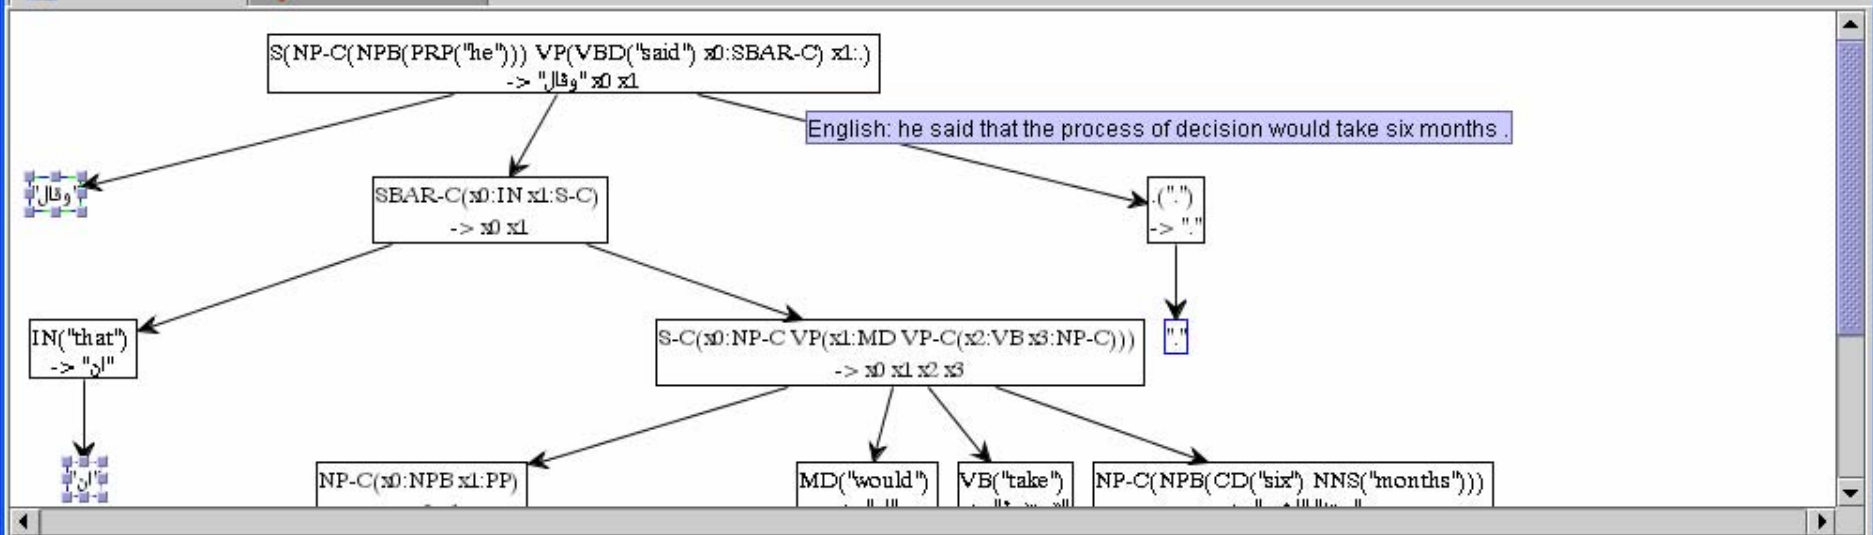 S(NP-C(NPB(PRP("he"))) VP(VBD("said") x0:SBAR-C) x1:.)
-> "وقال" x0 x1
English: he said that the process of decision would take six months .
"وقال"
SBAR-C(x0:IN x1:S-C)
-> x0 x1
.(".")
-> "."
IN("that")
-> "ان"
S-C(x0:NP-C VP(x1:MD VP-C(x2:VB x3:NP-C)))
-> x0 x1 x2 x3
"."
"ان"
NP-C(x0:NPB x1:PP)
MD("would")
VB("take")
NP-C(NPB(CD("six") NNS("months")))